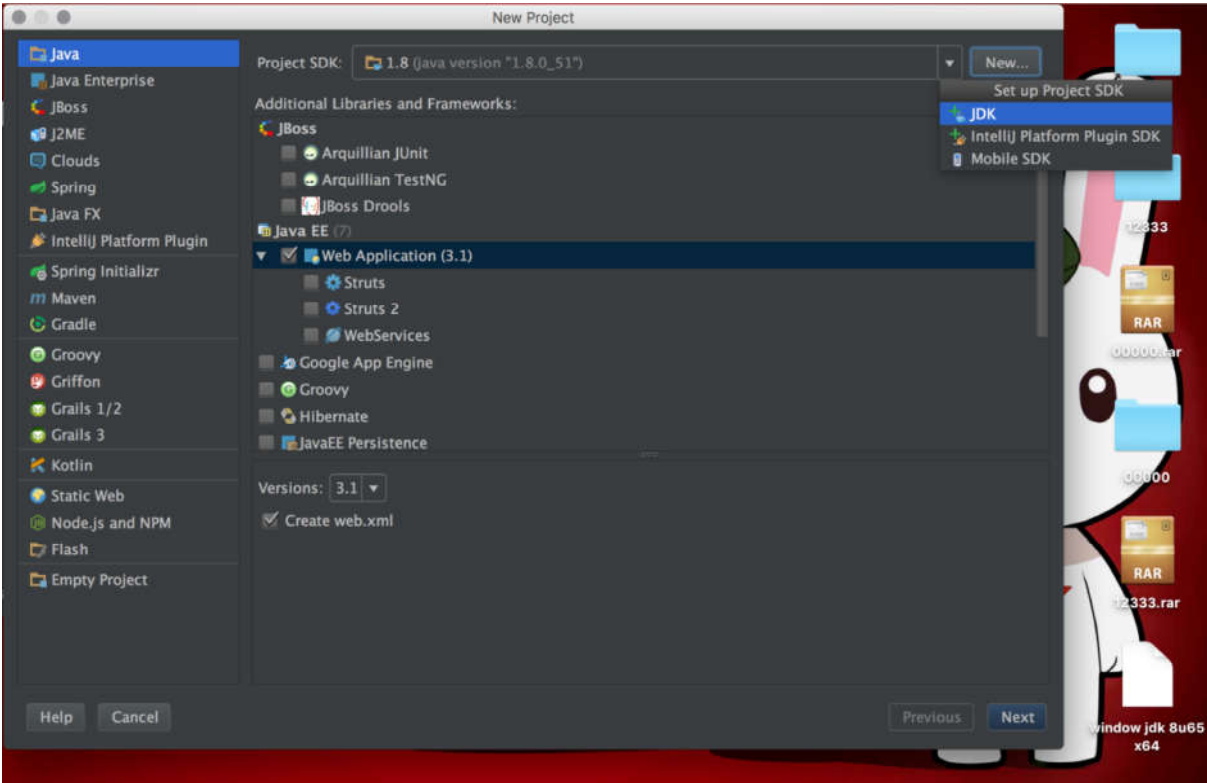 New Project
Java
Java Enterprise
JBoss
J2ME
Clouds
Spring
Java FX
IntelliJ Platform Plugin
Spring Initializr
Maven
Gradle
Groovy
Griffon
Grails 1/2
Grails 3
Kotlin
Static Web
Node.js and NPM
Flash
Empty Project
Project SDK: 1.8 (java version "1.8.0_51") New...
Set up Project SDK
JDK
IntelliJ Platform Plugin SDK
Mobile SDK
Additional Libraries and Frameworks:
JBoss
Arquillian JUnit
Arquillian TestNG
JBoss Drools
Java EE (7)
Web Application (3.1)
Struts
Struts 2
WebServices
Google App Engine
Groovy
Hibernate
JavaEE Persistence
Versions: 3.1
Create web.xml
Help Cancel Previous Next
12333
RAR
00000.rar
00000
RAR
12333.rar
window jdk 8u65
x64